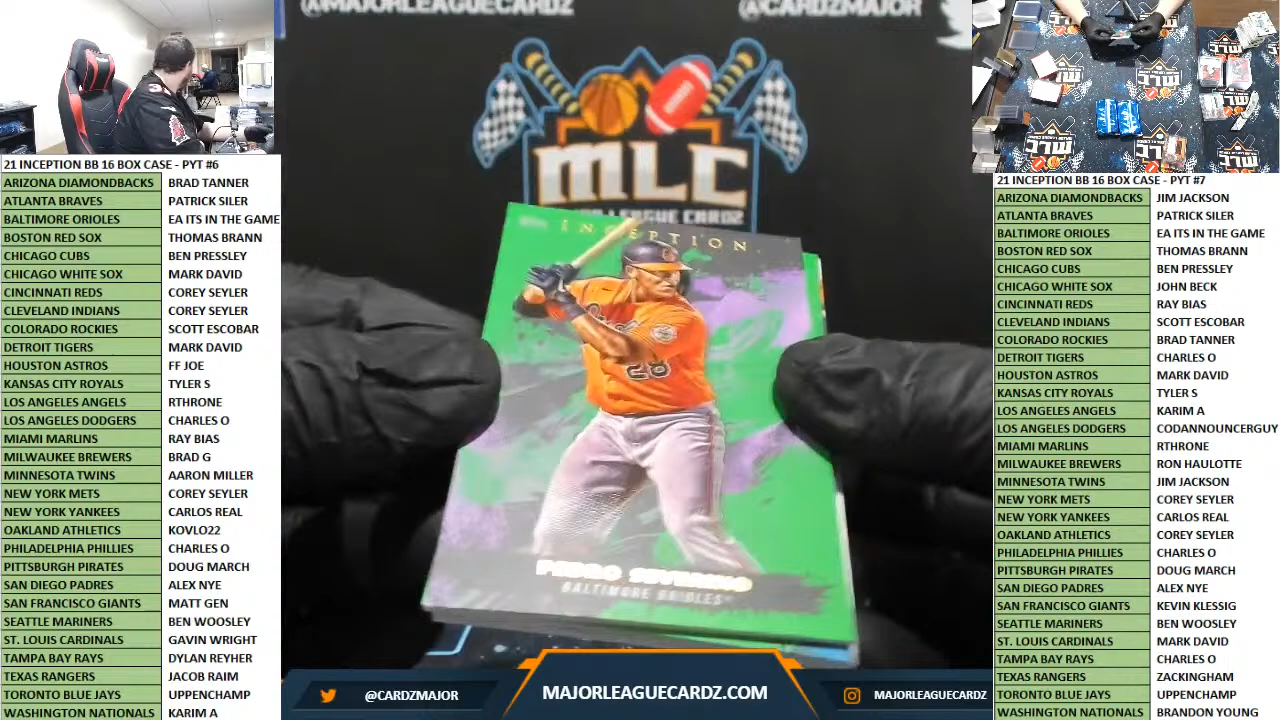 @MAJORLEAGUECARDZ
@CARDZMAJOR
MLC
INCEPTION
28
PEDRO SEVERINO
BALTIMORE ORIOLES
21 INCEPTION BB 16 BOX CASE - PYT #6
ARIZONA DIAMONDBACKS BRAD TANNER
ATLANTA BRAVES PATRICK SILER
BALTIMORE ORIOLES EA ITS IN THE GAME
BOSTON RED SOX THOMAS BRANN
CHICAGO CUBS BEN PRESSLEY
CHICAGO WHITE SOX MARK DAVID
CINCINNATI REDS COREY SEYLER
CLEVELAND INDIANS COREY SEYLER
COLORADO ROCKIES SCOTT ESCOBAR
DETROIT TIGERS MARK DAVID
HOUSTON ASTROS FF JOE
KANSAS CITY ROYALS TYLER S
LOS ANGELES ANGELS RTHRONE
LOS ANGELES DODGERS CHARLES O
MIAMI MARLINS RAY BIAS
MILWAUKEE BREWERS BRAD G
MINNESOTA TWINS AARON MILLER
NEW YORK METS COREY SEYLER
NEW YORK YANKEES CARLOS REAL
OAKLAND ATHLETICS KOVLO22
PHILADELPHIA PHILLIES CHARLES O
PITTSBURGH PIRATES DOUG MARCH
SAN DIEGO PADRES ALEX NYE
SAN FRANCISCO GIANTS MATT GEN
SEATTLE MARINERS BEN WOOSLEY
ST. LOUIS CARDINALS GAVIN WRIGHT
TAMPA BAY RAYS DYLAN REYHER
TEXAS RANGERS JACOB RAIM
TORONTO BLUE JAYS UPPENCHAMP
WASHINGTON NATIONALS KARIM A
21 INCEPTION BB 16 BOX CASE - PYT #7
ARIZONA DIAMONDBACKS JIM JACKSON
ATLANTA BRAVES PATRICK SILER
BALTIMORE ORIOLES EA ITS IN THE GAME
BOSTON RED SOX THOMAS BRANN
CHICAGO CUBS BEN PRESSLEY
CHICAGO WHITE SOX JOHN BECK
CINCINNATI REDS RAY BIAS
CLEVELAND INDIANS SCOTT ESCOBAR
COLORADO ROCKIES BRAD TANNER
DETROIT TIGERS CHARLES O
HOUSTON ASTROS MARK DAVID
KANSAS CITY ROYALS TYLER S
LOS ANGELES ANGELS KARIM A
LOS ANGELES DODGERS CODANNOUNCERGUY
MIAMI MARLINS RTHRONE
MILWAUKEE BREWERS RON HAULOTTE
MINNESOTA TWINS JIM JACKSON
NEW YORK METS COREY SEYLER
NEW YORK YANKEES CARLOS REAL
OAKLAND ATHLETICS COREY SEYLER
PHILADELPHIA PHILLIES CHARLES O
PITTSBURGH PIRATES DOUG MARCH
SAN DIEGO PADRES ALEX NYE
SAN FRANCISCO GIANTS KEVIN KLESSIG
SEATTLE MARINERS BEN WOOSLEY
ST. LOUIS CARDINALS MARK DAVID
TAMPA BAY RAYS CHARLES O
TEXAS RANGERS ZACKINGHAM
TORONTO BLUE JAYS UPPENCHAMP
WASHINGTON NATIONALS BRANDON YOUNG
@CARDZMAJOR
MAJORLEAGUECARDZ.COM
MAJORLEAGUECARDZ